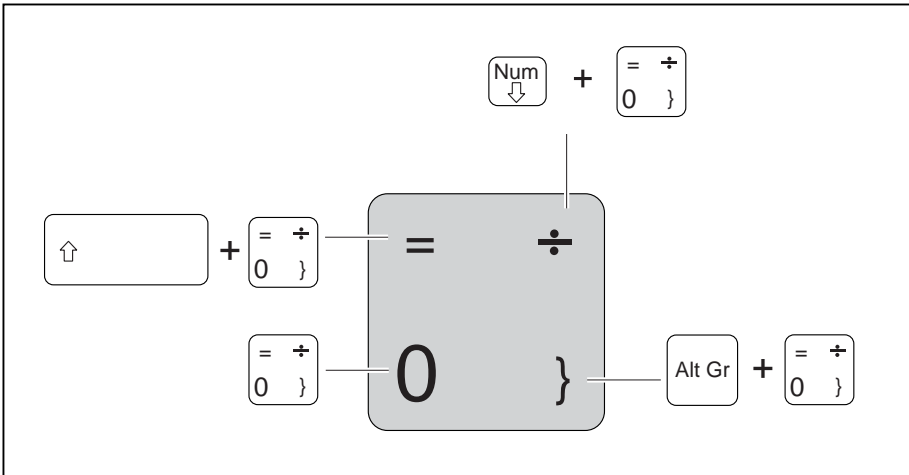 Num + = ÷
0 }
+ = ÷
0 }
= ÷
0 }
= ÷
0 }
Alt Gr + = ÷
0 }